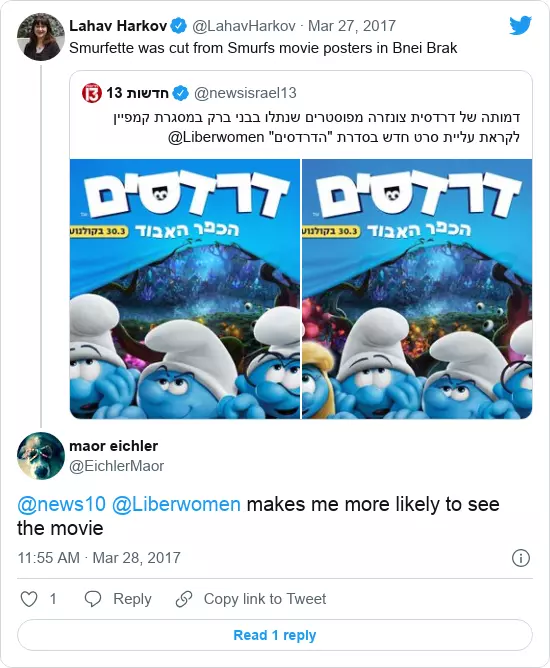 Lahav Harkov @LahavHarkov · Mar 27, 2017
Smurfette was cut from Smurfs movie posters in Bnei Brak
13 חדשות 13 @newsisrael13
דמותה של דרדסית צונזרה מפוסטרים שנתלו בבני ברק במסגרת קמפיין
לקראת עליית סרט חדש בסדרת "הדרדסים" @Liberwomen
דרדסים
הכפר האבוד
30.3 בקולנוע
דרדסים
הכפר האבוד
30.3 בקולנוע
maor eichler
@EichlerMaor
@news10 @Liberwomen makes me more likely to see
the movie
11:55 AM · Mar 28, 2017
1 Reply Copy link to Tweet
Read 1 reply